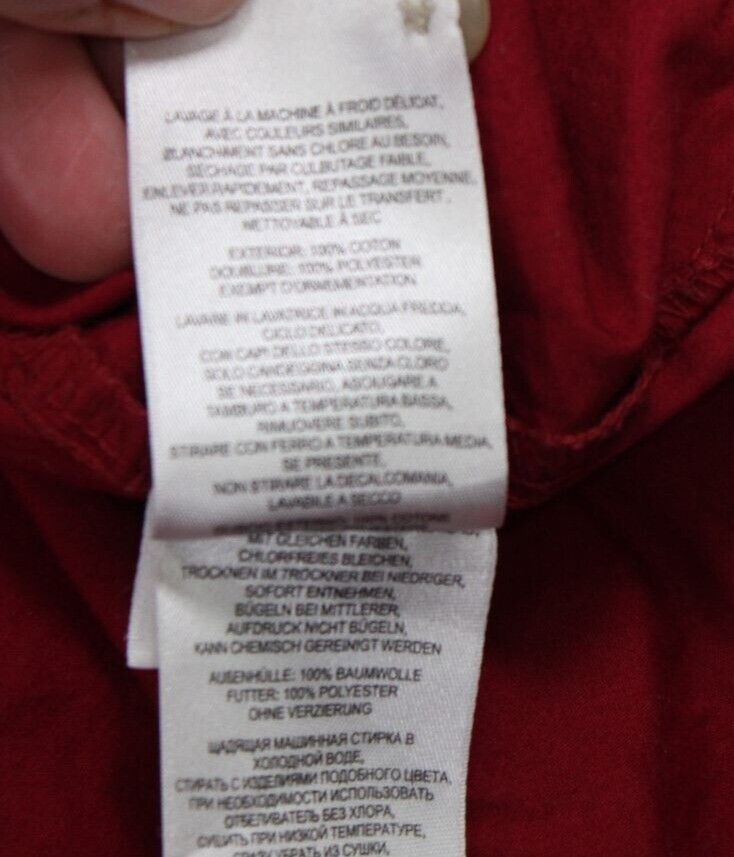 LAVAGE À LA MACHINE À FROID DÉLICAT,
AVEC COULEURS SIMILAIRES,
BLANCHIMENT SANS CHLORE AU BESOIN,
SÉCHAGE PAR CULBUTAGE FAIBLE,
ENLEVER RAPIDEMENT, REPASSAGE MOYENNE,
NE PAS REPASSER SUR LE TRANSFERT,
NETTOYABLE À SEC
EXTERIOR: 100% COTON
DOUBLURE: 100% POLYESTER
EXEMPT D'ORNEMENTATION
LAVARE IN LAVATRICE IN ACQUA FREDDA,
CICLO DELICATO,
CON CAPI DELLO STESSO COLORE,
SOLO CANDEGGINA SENZA CLORO
SE NECESSARIO, ASCIUGARE A
TAMBURO A TEMPERATURA BASSA,
RIMUOVERE SUBITO,
STIRARE CON FERRO A TEMPERATURA MEDIA,
SE PRESENTE,
NON STIRARE LA DECALCOMANIA,
LAVABILE A SECCO
MIT GLEICHEN FARBEN,
CHLORFREIES BLEICHEN,
TROCKNEN IM TROCKNER BEI NIEDRIGER,
SOFORT ENTNEHMEN,
BÜGELN BEI MITTLERER,
AUFDRUCK NICHT BÜGELN,
KANN CHEMISCH GEREINIGT WERDEN
AUßENHÜLLE: 100% BAUMWOLLE
FUTTER: 100% POLYESTER
OHNE VERZIERUNG
ЩАДЯЩАЯ МАШИННАЯ СТИРКА В
ХОЛОДНОЙ ВОДЕ,
СТИРАТЬ С ИЗДЕЛИЯМИ ПОДОБНОГО ЦВЕТА,
ПРИ НЕОБХОДИМОСТИ ИСПОЛЬЗОВАТЬ
ОТБЕЛИВАТЕЛЬ БЕЗ ХЛОРА,
СУШИТЬ ПРИ НИЗКОЙ ТЕМПЕРАТУРЕ,
СРАЗУ УБРАТЬ ИЗ СУШКИ,